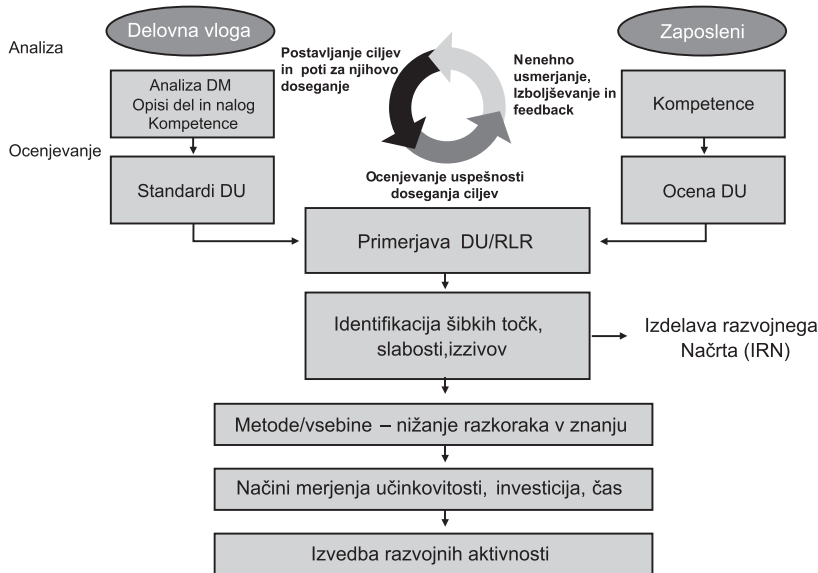 Delovna vloga
Zaposleni
Analiza
Postavljanje ciljev
in poti za njihovo
doseganje
Nenehno
usmerjanje,
Izboljševanje in
feedback
Analiza DM
Opisi del in nalog
Kompetence
Kompetence
Ocenjevanje
Ocenjevanje uspešnosti
doseganja ciljev
Standardi DU
Ocena DU
Primerjava DU/RLR
Identifikacija šibkih točk,
slabosti,izzivov
Izdelava razvojnega
Načrta (IRN)
Metode/vsebine – nižanje razkoraka v znanju
Načini merjenja učinkovitosti, investicija, čas
Izvedba razvojnih aktivnosti